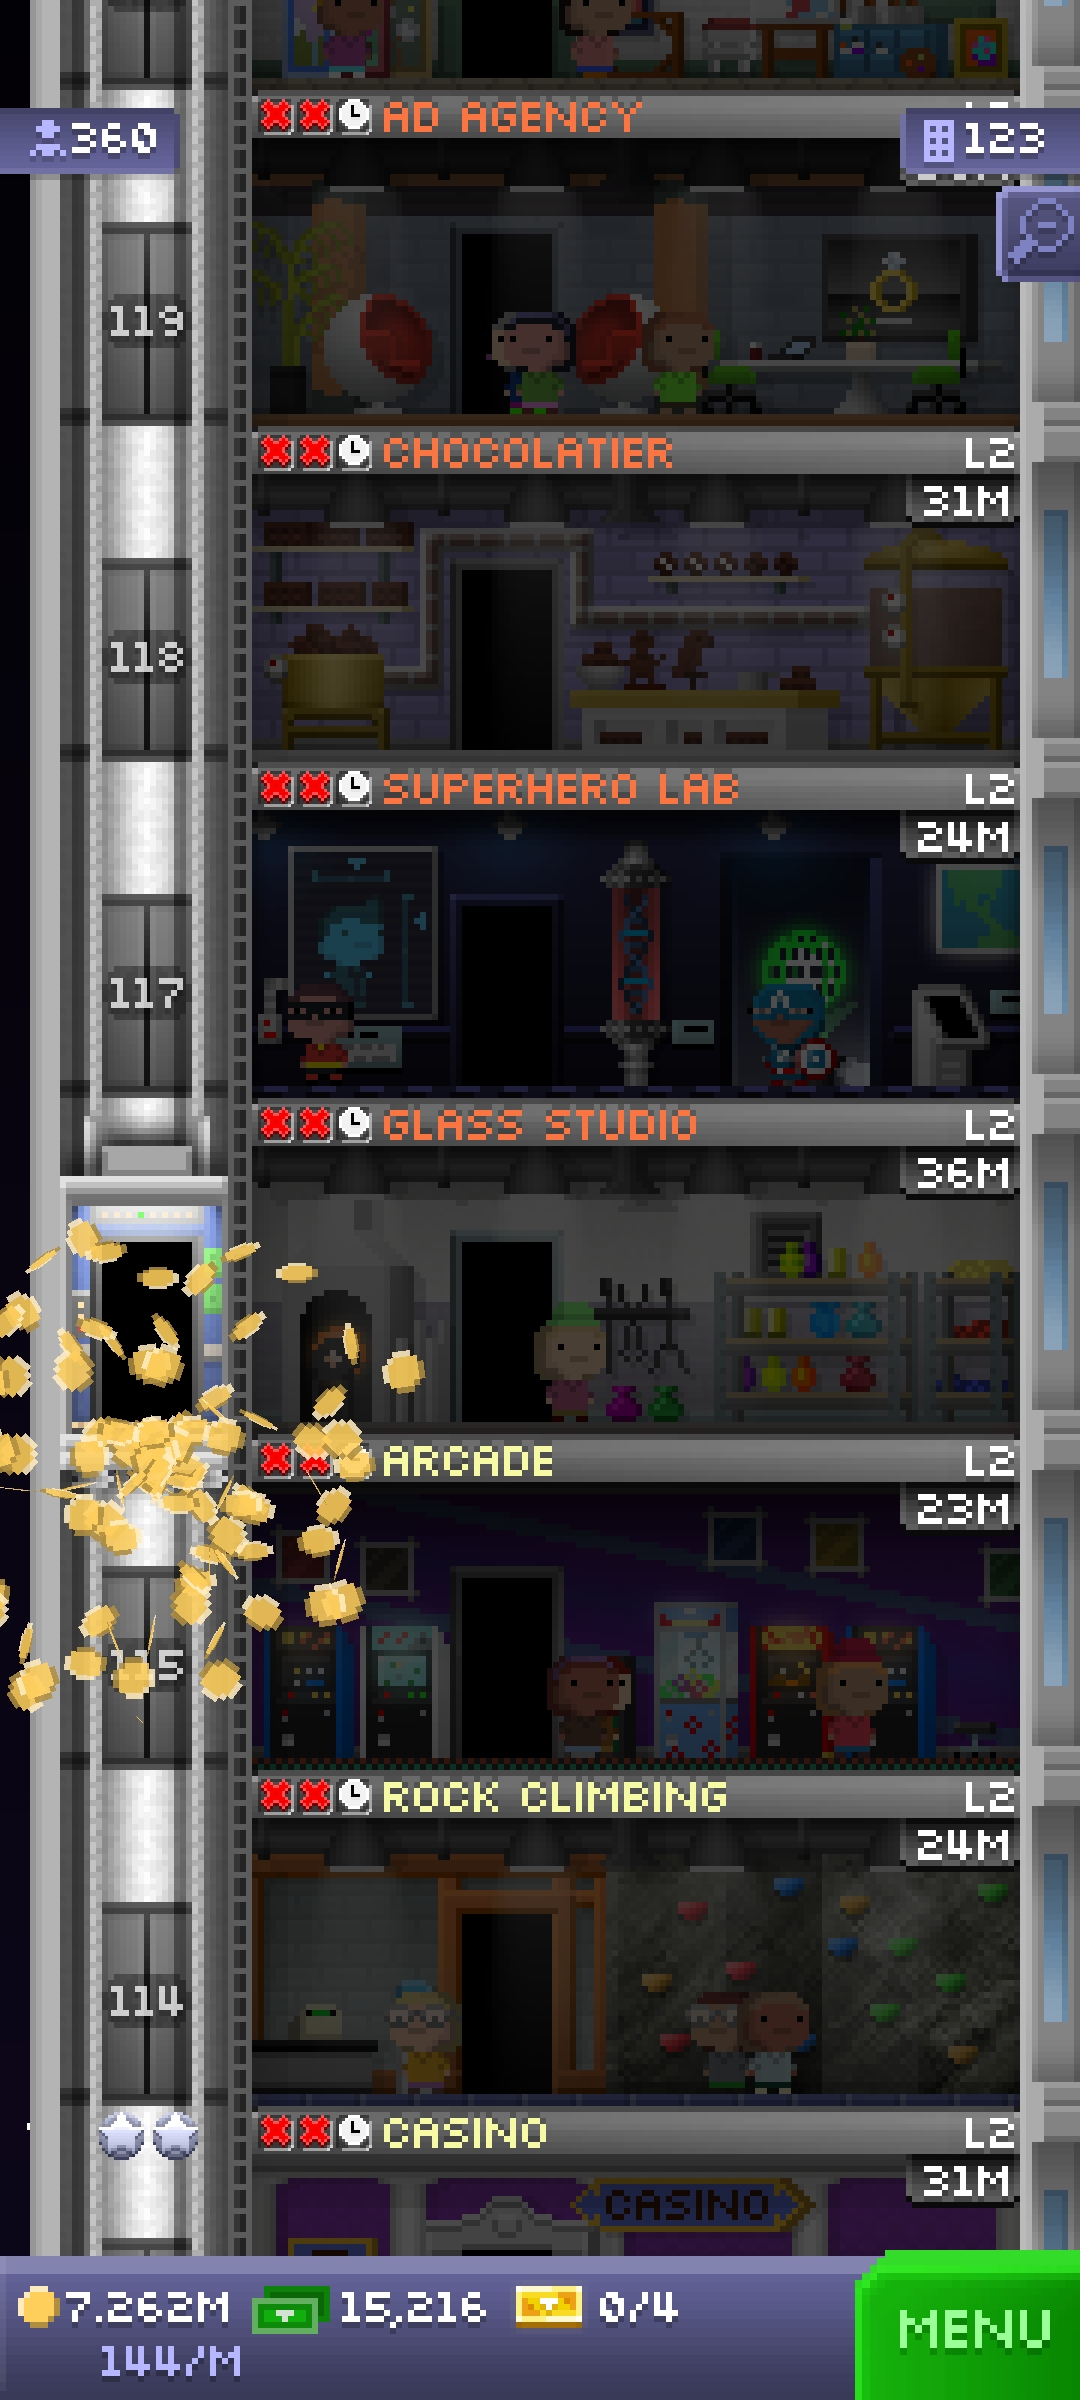 AD AGENCY
360
123
119
CHOCOLATIER L2
31M
118
SUPERHERO LAB L2
24M
117
GLASS STUDIO L2
36M
ARCADE L2
23M
ROCK CLIMBING L2
24M
114
CASINO L2
31M
CASINO
7.262M 15,216 0/4
144/M
MENU